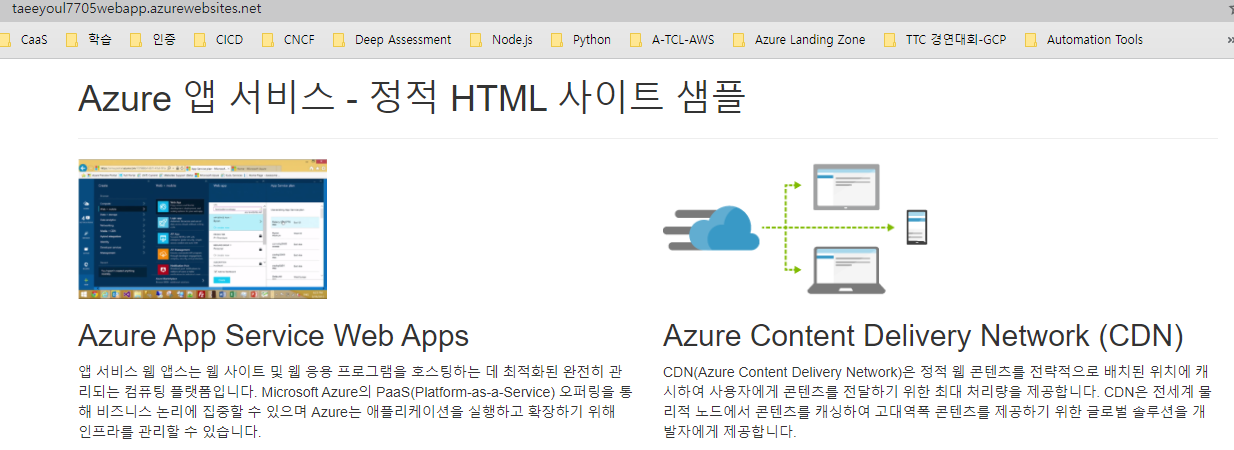 taeeyoul7705webapp.azurewebsites.net
CaaS 학습 인증 CICD CNCF Deep Assessment Node.js Python A-TCL-AWS Azure Landing Zone TTC 경연대회-GCP Automation Tools »
Azure 앱 서비스 - 정적 HTML 사이트 샘플
Azure App Service Web Apps
앱 서비스 웹 앱스는 웹 사이트 및 웹 응용 프로그램을 호스팅하는 데 최적화된 완전히 관
리되는 컴퓨팅 플랫폼입니다. Microsoft Azure의 PaaS(Platform-as-a-Service) 오퍼링을 통
해 비즈니스 논리에 집중할 수 있으며 Azure는 애플리케이션을 실행하고 확장하기 위해
인프라를 관리할 수 있습니다.
Azure Content Delivery Network (CDN)
CDN(Azure Content Delivery Network)은 정적 웹 콘텐츠를 전략적으로 배치된 위치에 캐
시하여 사용자에게 콘텐츠를 전달하기 위한 최대 처리량을 제공합니다. CDN은 전세계 물
리적 노드에서 콘텐츠를 캐싱하여 고대역폭 콘텐츠를 제공하기 위한 글로벌 솔루션을 개
발자에게 제공합니다.